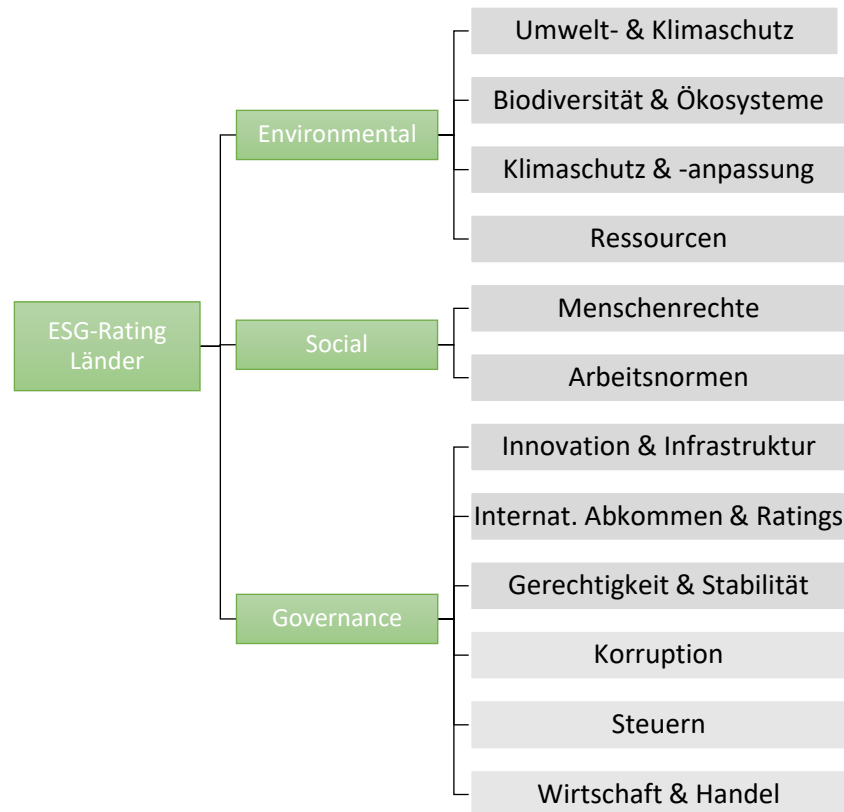 ESG-Rating
Länder
Environmental
Umwelt- & Klimaschutz
Biodiversität & Ökosysteme
Klimaschutz & -anpassung
Ressourcen
Social
Menschenrechte
Arbeitsnormen
Governance
Innovation & Infrastruktur
Internat. Abkommen & Ratings
Gerechtigkeit & Stabilität
Korruption
Steuern
Wirtschaft & Handel